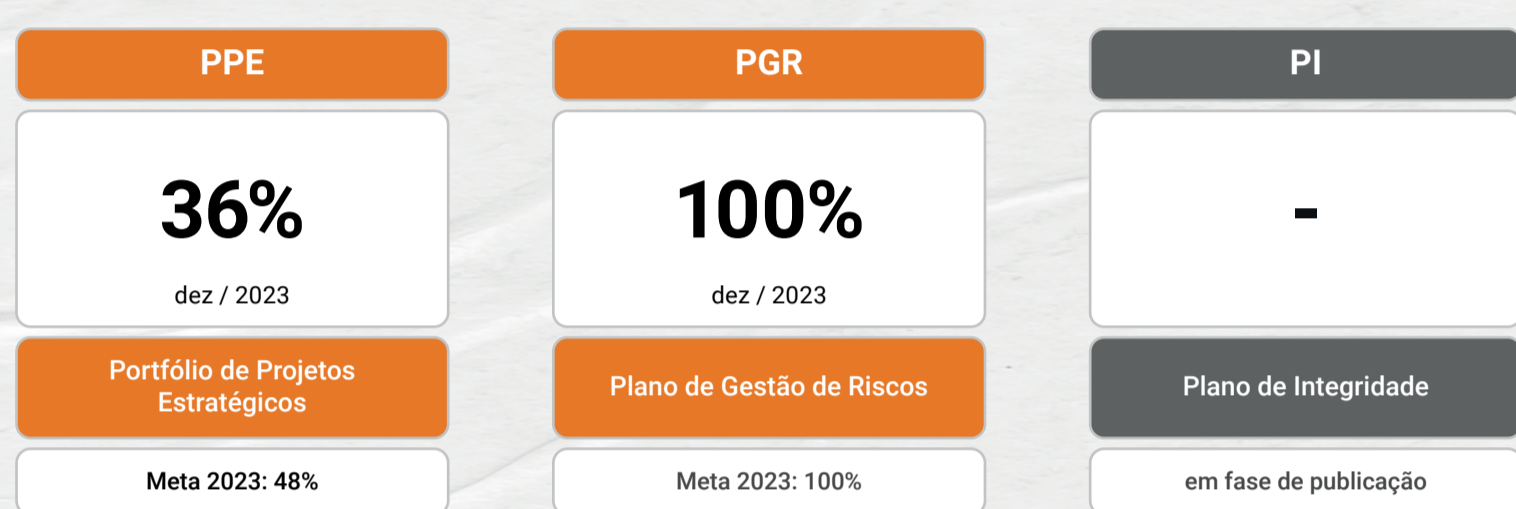 PPE
36%
dez / 2023
Portfólio de Projetos
Estratégicos
Meta 2023: 48%
PGR
100%
dez / 2023
Plano de Gestão de Riscos
Meta 2023: 100%
PI
-
Plano de Integridade
em fase de publicação